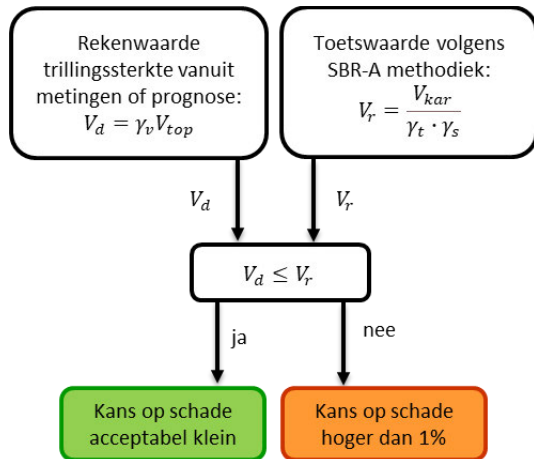 Rekenwaarde
trillingssterkte vanuit
metingen of prognose:
V_d = γ_v V_top
Toetswaarde volgens
SBR-A methodiek:
V_r = V_kar / (γ_t · γ_s)
V_d
V_r
V_d ≤ V_r
ja
nee
Kans op schade
acceptabel klein
Kans op schade
hoger dan 1%